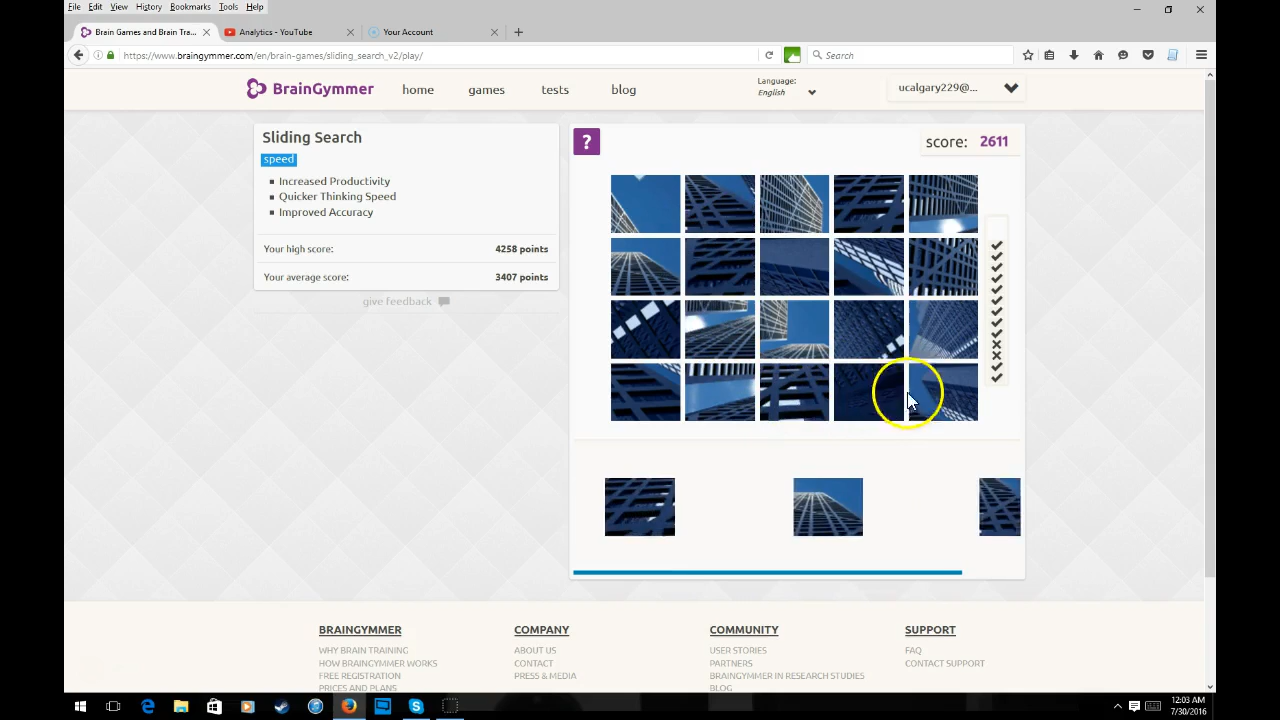 File Edit View History Bookmarks Tools Help
Brain Games and Brain Tra... Analytics - YouTube Your Account
https://www.braingymmer.com/en/brain-games/sliding_search_v2/play/ Search
BrainGymmer home games tests blog Language: English ucalgary229@...
Sliding Search
speed
Increased Productivity
Quicker Thinking Speed
Improved Accuracy
Your high score: 4258 points
Your average score: 3407 points
give feedback
? score: 2611
BRAINGYMMER COMPANY COMMUNITY SUPPORT
WHY BRAIN TRAINING ABOUT US USER STORIES FAQ
HOW BRAINGYMMER WORKS CONTACT PARTNERS CONTACT SUPPORT
FREE REGISTRATION PRESS & MEDIA BRAINGYMMER IN RESEARCH STUDIES
PRICES AND PLANS BLOG
12:03 AM
7/30/2016